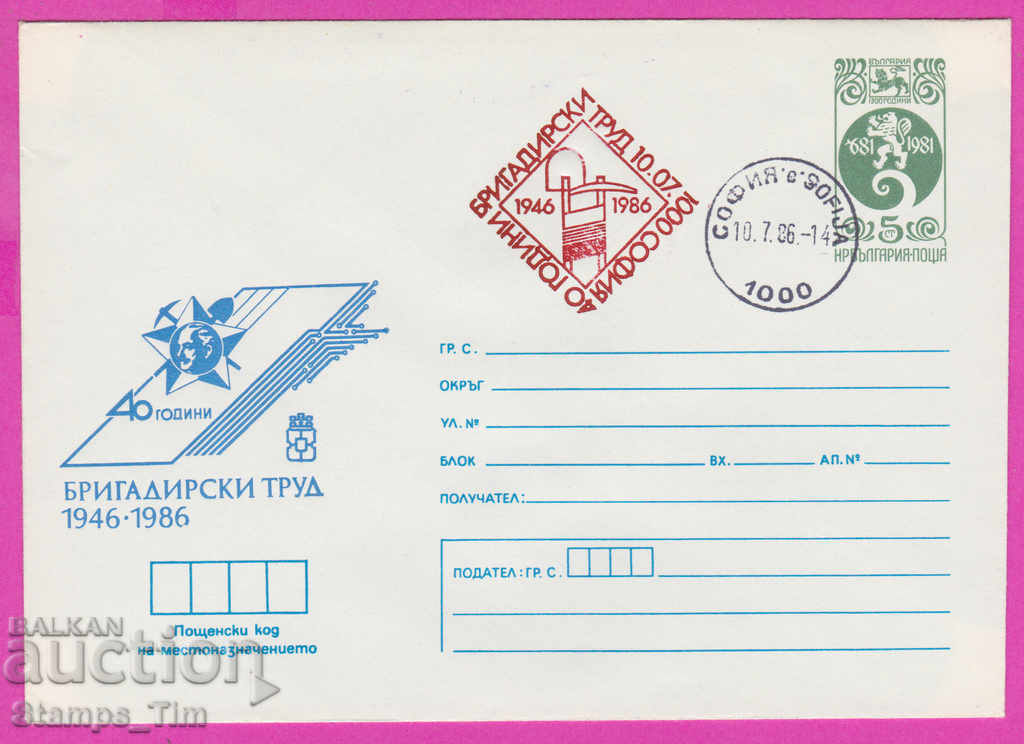 БЪЛГАРИЯ
1300 ГОДИНИ
681 1981
5 СТ
НР БЪЛГАРИЯ·ПОЩА
40 ГОДИНИ БРИГАДИРСКИ ТРУД 10.07. 1000 СОФИЯ
1946 1986
СОФИЯ·c·SOFIJA
10.7.86.-14
1000
40 ГОДИНИ
БРИГАДИРСКИ ТРУД
1946·1986
ГР. С.
ОКРЪГ
УЛ. №
БЛОК ВХ. АП. №
ПОЛУЧАТЕЛ:
ПОДАТЕЛ: ГР. С.
Пощенски код
на местоназначението
BALKAN
auction
Stamps_Tim